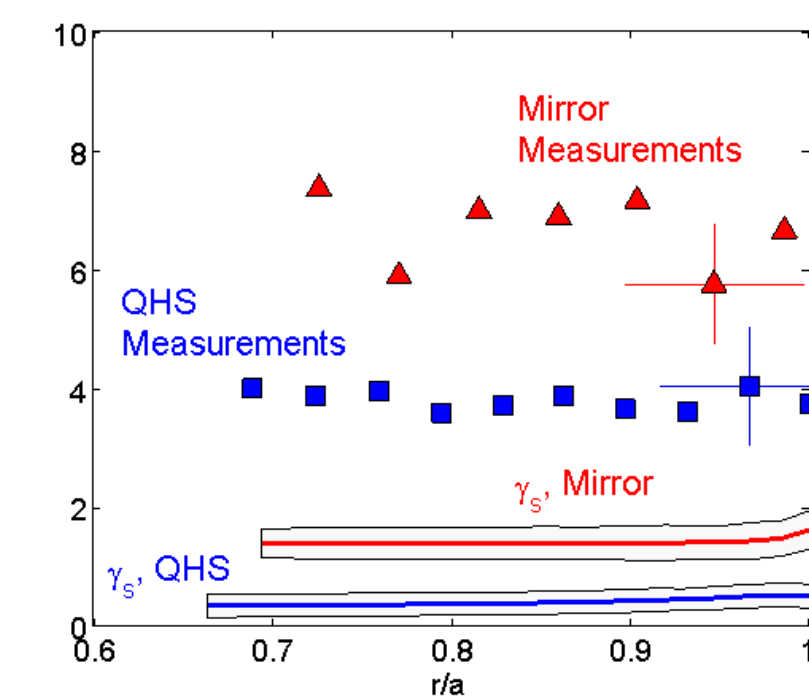 10
Mirror
Measurements
8
6
QHS
Measurements
4
γS, Mirror
2
γS, QHS
0
0.6 0.7 0.8 0.9 1
r/a